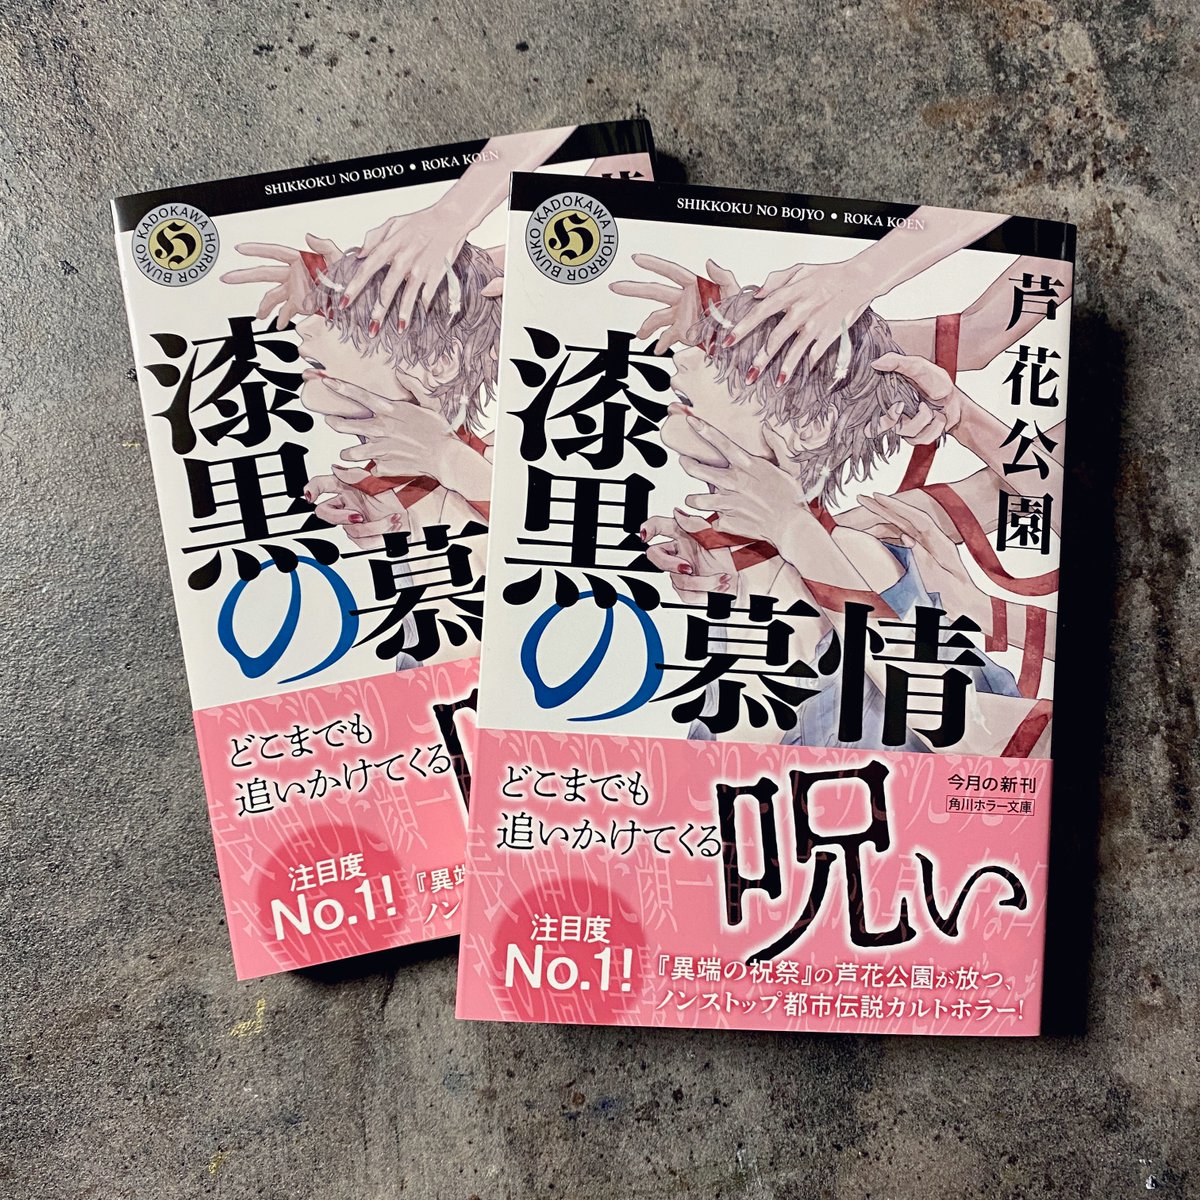 SHIKKOKU NO BOJYO • ROKA KOEN
KADOKAWA HORROR BUNKO
H
漆黒
の慕
どこまでも
追いかけてくる
注目度
No.1!
『異端
ノン
SHIKKOKU NO BOJYO • ROKA KOEN
KADOKAWA HORROR BUNKO
H
芦花公園
漆黒
の慕情
どこまでも
追いかけてくる
呪い
今月の新刊
角川ホラー文庫
注目度
No.1!
『異端の祝祭』の芦花公園が放つ、
ノンストップ都市伝説カルトホラー!